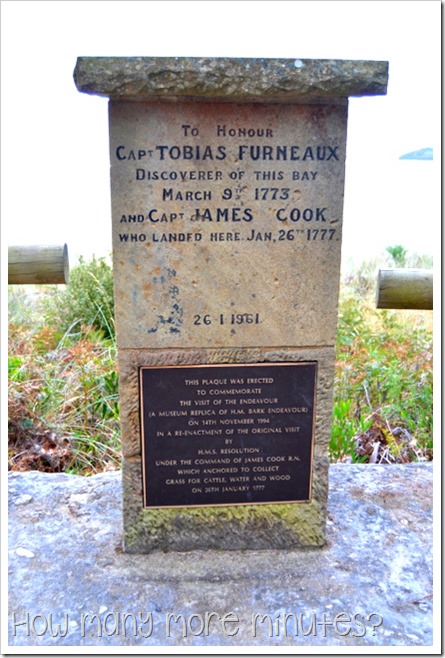 To Honour
Capt Tobias Furneaux
Discoverer of this bay
March 9th 1773
and Capt James Cook
who landed here Jan, 26th 1777.
26·1·1961
THIS PLAQUE WAS ERECTED
TO COMMEMORATE
THE VISIT OF THE ENDEAVOUR
(A MUSEUM REPLICA OF H.M. BARK ENDEAVOUR)
ON 14TH NOVEMBER 1994
IN A RE-ENACTMENT OF THE ORIGINAL VISIT
BY
H.M.S. RESOLUTION
UNDER THE COMMAND OF JAMES COOK R.N.
WHICH ANCHORED TO COLLECT
GRASS FOR CATTLE, WATER AND WOOD
ON 26TH JANUARY 1777
How many more minutes?